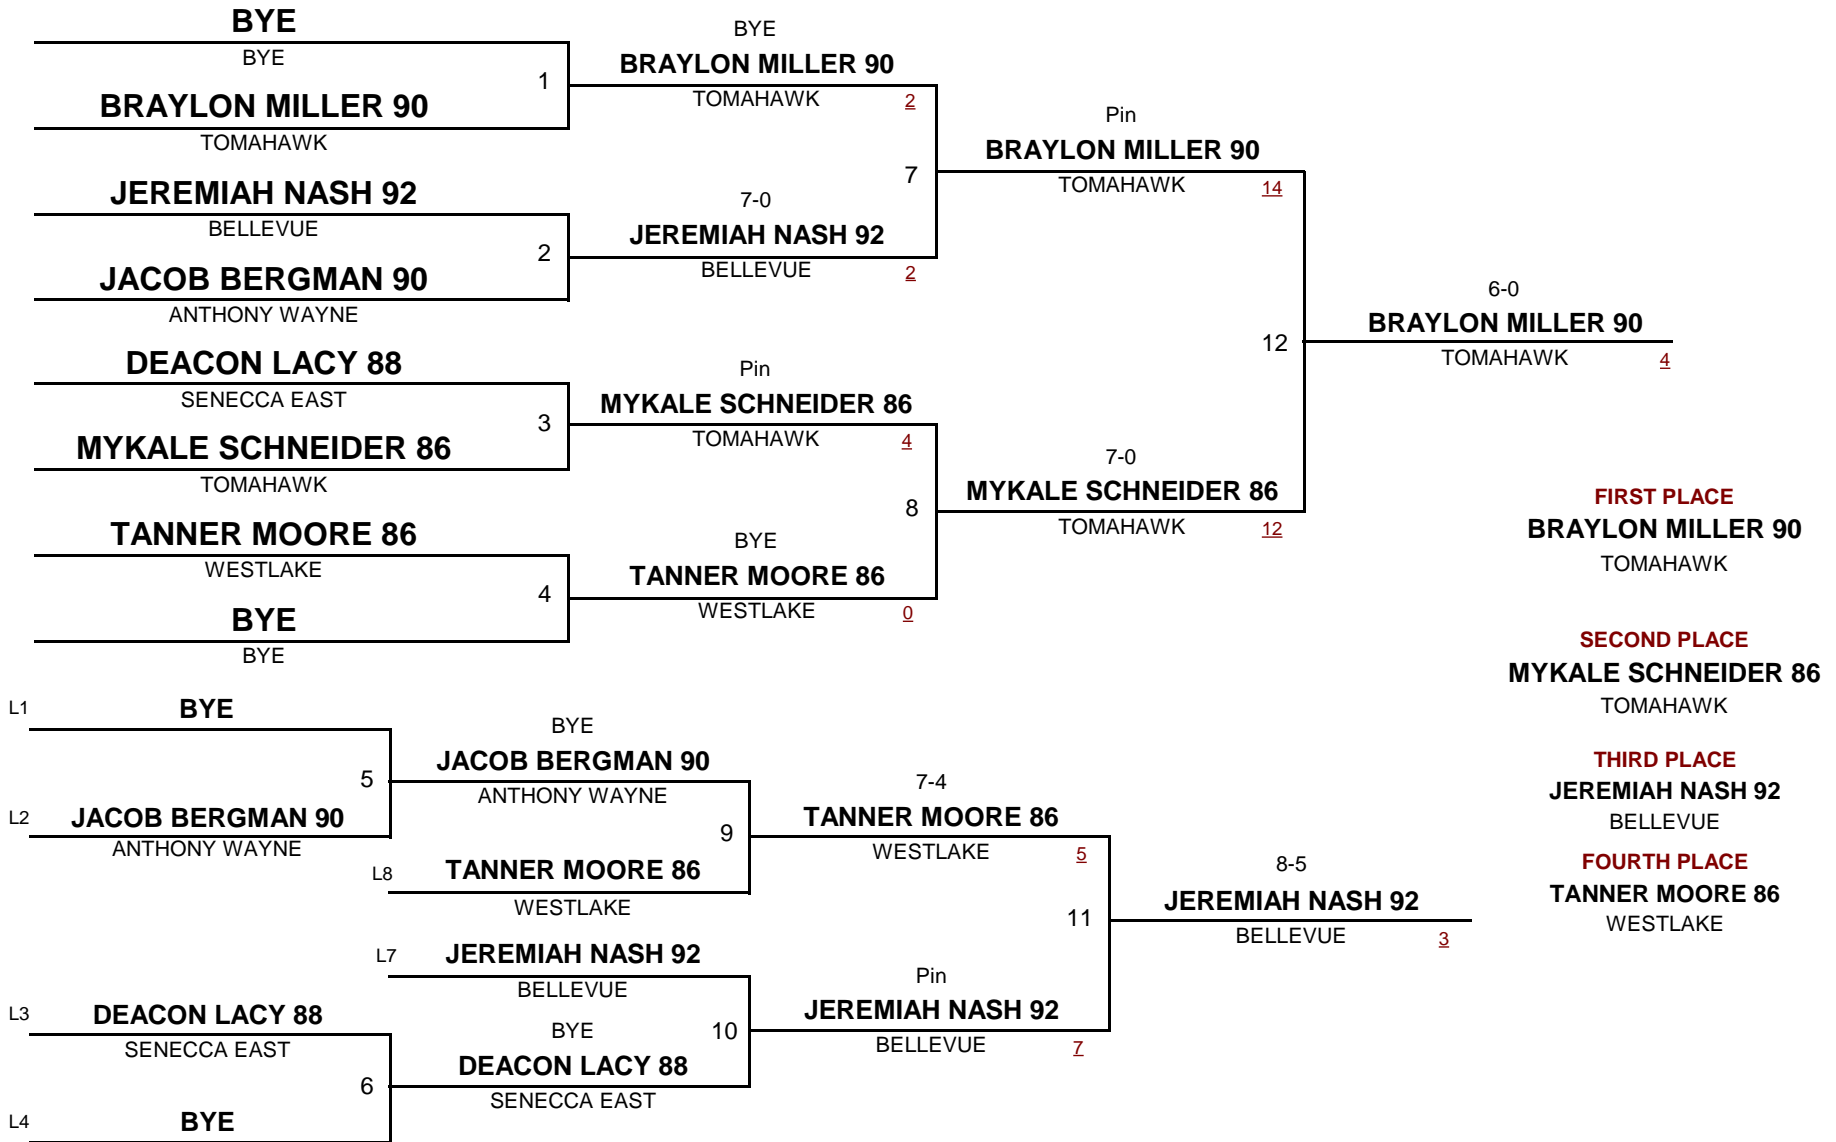 BYE
BYE
1
BRAYLON MILLER 90
TOMAHAWK
JEREMIAH NASH 92
BELLEVUE
2
JACOB BERGMAN 90
ANTHONY WAYNE
DEACON LACY 88
SENECCA EAST
3
MYKALE SCHNEIDER 86
TOMAHAWK
TANNER MOORE 86
WESTLAKE
4
BYE
BYE
BYE
BRAYLON MILLER 90
TOMAHAWK 2
7
7-0
JEREMIAH NASH 92
BELLEVUE 2
Pin
MYKALE SCHNEIDER 86
TOMAHAWK 4
8
BYE
TANNER MOORE 86
WESTLAKE 0
Pin
BRAYLON MILLER 90
TOMAHAWK 14
12
7-0
MYKALE SCHNEIDER 86
TOMAHAWK 12
6-0
BRAYLON MILLER 90
TOMAHAWK 4
FIRST PLACE
BRAYLON MILLER 90
TOMAHAWK
SECOND PLACE
MYKALE SCHNEIDER 86
TOMAHAWK
THIRD PLACE
JEREMIAH NASH 92
BELLEVUE
FOURTH PLACE
TANNER MOORE 86
WESTLAKE
L1 BYE
5
L2 JACOB BERGMAN 90
ANTHONY WAYNE
L3 DEACON LACY 88
SENECCA EAST
6
L4 BYE
BYE
JACOB BERGMAN 90
ANTHONY WAYNE
9
L8 TANNER MOORE 86
WESTLAKE
L7 JEREMIAH NASH 92
BELLEVUE
10
BYE
DEACON LACY 88
SENECCA EAST
7-4
TANNER MOORE 86
WESTLAKE 5
11
Pin
JEREMIAH NASH 92
BELLEVUE 7
8-5
JEREMIAH NASH 92
BELLEVUE 3